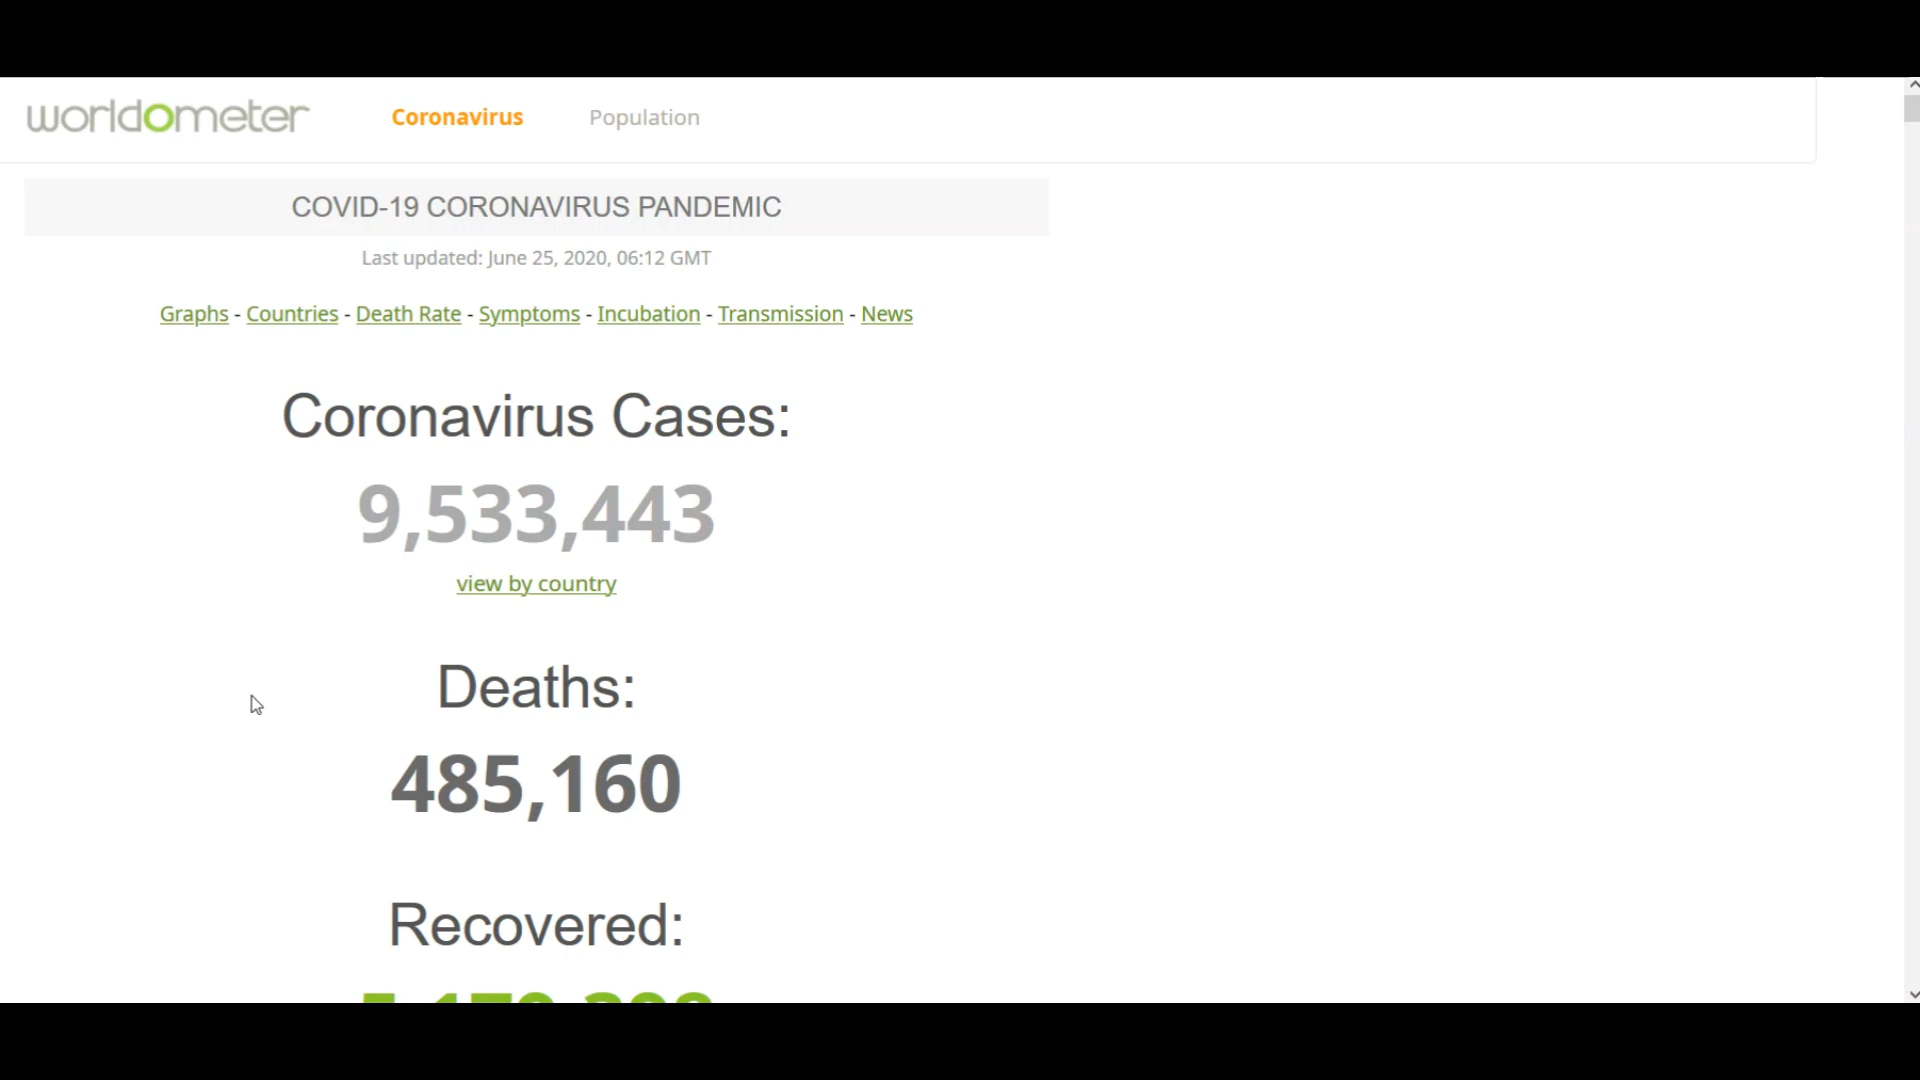 worldometer Coronavirus Population
COVID-19 CORONAVIRUS PANDEMIC
Last updated: June 25, 2020, 06:12 GMT
Graphs - Countries - Death Rate - Symptoms - Incubation - Transmission - News
Coronavirus Cases:
9,533,443
view by country
Deaths:
485,160
Recovered: